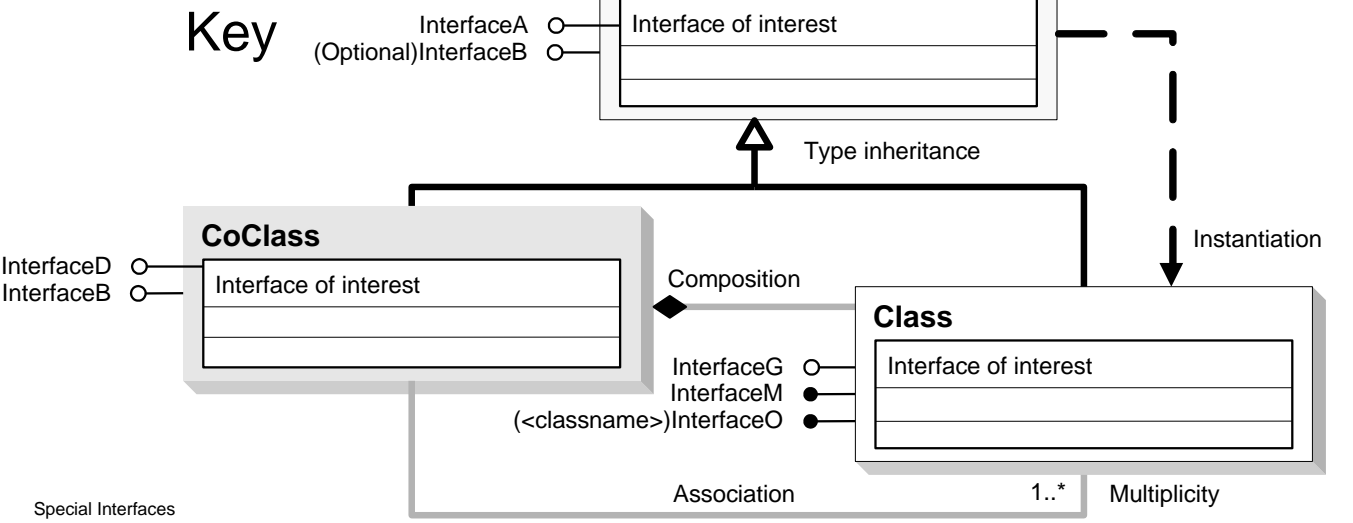 Key
InterfaceA
(Optional)InterfaceB
Interface of interest
Type inheritance
Instantiation
CoClass
InterfaceD
InterfaceB
Interface of interest
Composition
Class
Interface of interest
InterfaceG
InterfaceM
(<classname>)InterfaceO
Association
1..*
Multiplicity
Special Interfaces